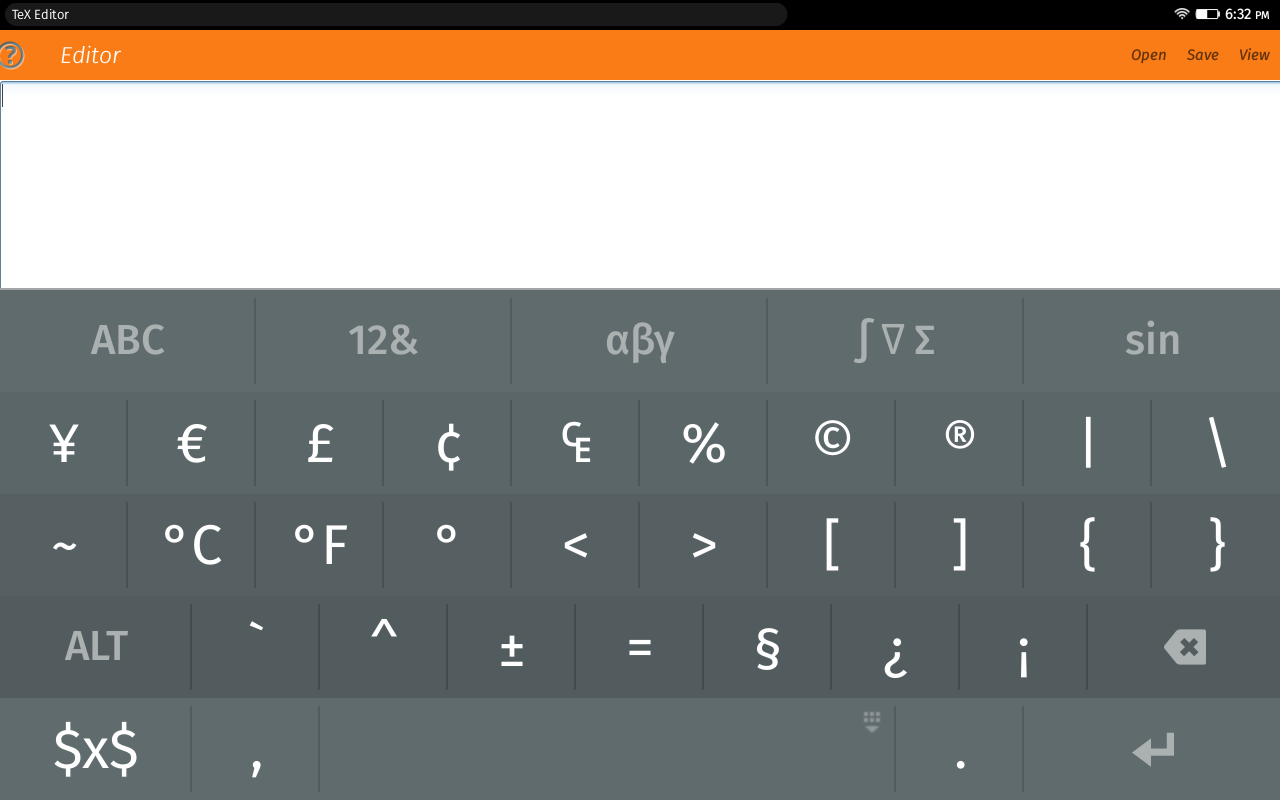 TeX Editor 6:32 PM
? Editor Open Save View
ABC 12& αβγ ∫∇Σ sin
¥ € £ ¢ ₠ % © ® | \
~ °C °F ° < > [ ] { }
ALT ` ^ ± = § ¿ ¡
$x$ , .